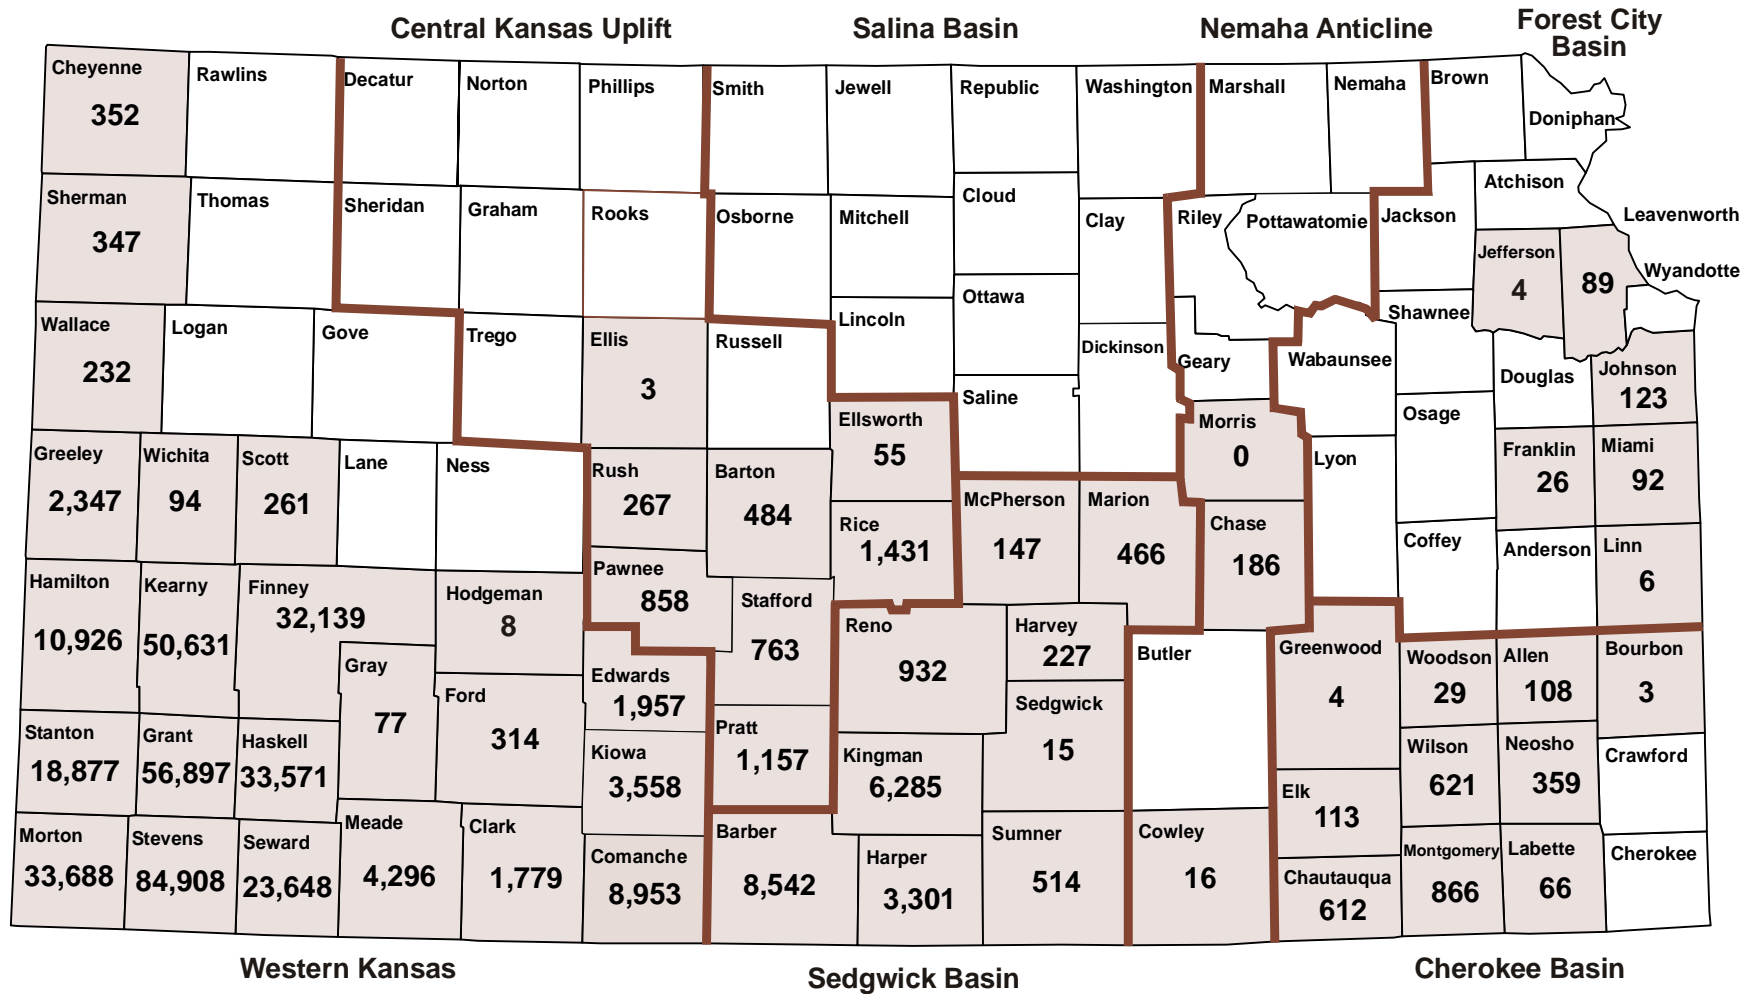 Central Kansas Uplift
Salina Basin
Nemaha Anticline
Forest City
Basin
Cheyenne
352
Rawlins
Decatur
Norton
Phillips
Smith
Jewell
Republic
Washington
Marshall
Nemaha
Brown
Doniphan
Sherman
347
Thomas
Sheridan
Graham
Rooks
Osborne
Mitchell
Cloud
Clay
Riley
Pottawatomie
Jackson
Atchison
Jefferson
4
Leavenworth
89
Wyandotte
Wallace
232
Logan
Gove
Trego
Ellis
3
Russell
Lincoln
Ottawa
Saline
Dickinson
Geary
Wabaunsee
Shawnee
Douglas
Johnson
123
Greeley
2,347
Wichita
94
Scott
261
Lane
Ness
Rush
267
Barton
484
Ellsworth
55
Rice
1,431
McPherson
147
Marion
466
Morris
0
Chase
186
Lyon
Osage
Coffey
Franklin
26
Miami
92
Anderson
Linn
6
Hamilton
10,926
Kearny
50,631
Finney
32,139
Hodgeman
8
Pawnee
858
Stafford
763
Reno
932
Harvey
227
Butler
Greenwood
4
Woodson
29
Allen
108
Bourbon
3
Gray
77
Ford
314
Edwards
1,957
Pratt
1,157
Kingman
6,285
Sedgwick
15
Stanton
18,877
Grant
56,897
Haskell
33,571
Kiowa
3,558
Elk
113
Wilson
621
Neosho
359
Crawford
Morton
33,688
Stevens
84,908
Seward
23,648
Meade
4,296
Clark
1,779
Comanche
8,953
Barber
8,542
Harper
3,301
Sumner
514
Cowley
16
Chautauqua
612
Montgomery
866
Labette
66
Cherokee
Western Kansas
Sedgwick Basin
Cherokee Basin